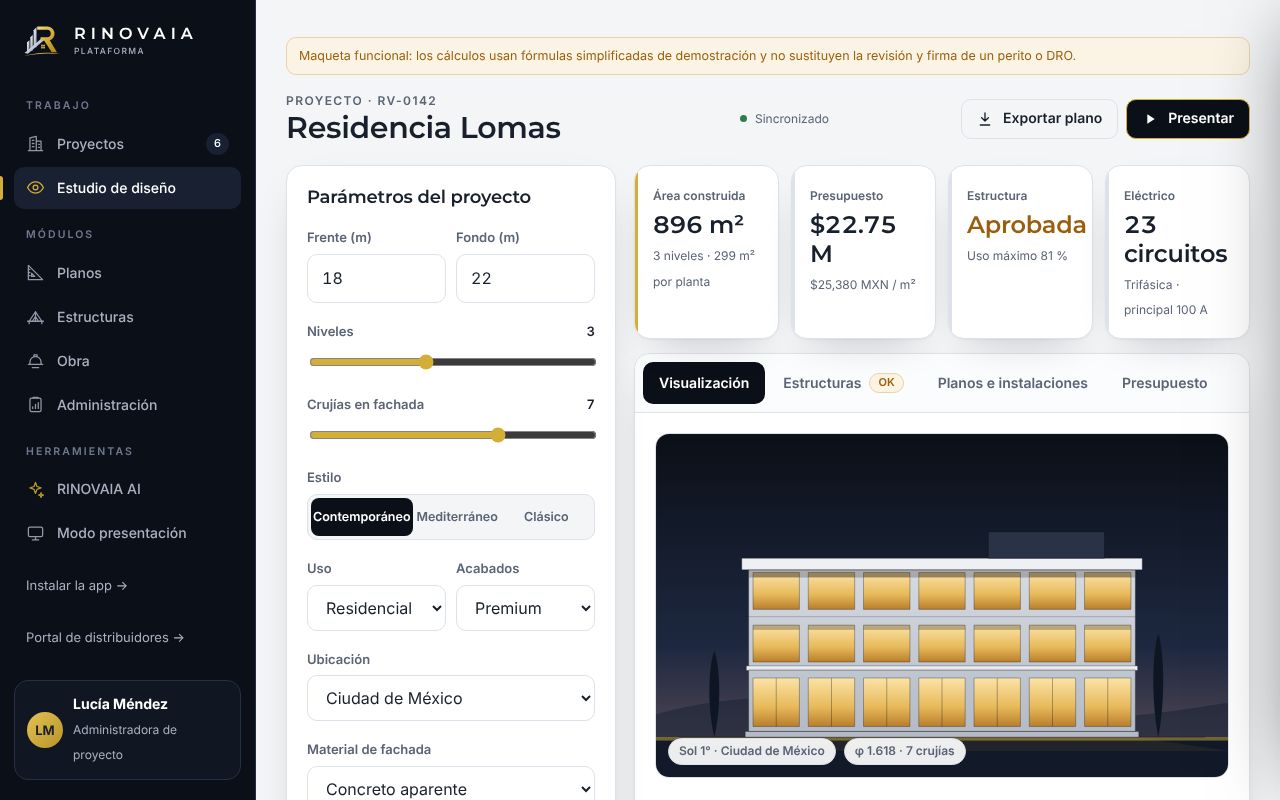 RINOVAIA
PLATAFORMA
TRABAJO
Proyectos 6
Estudio de diseño
MÓDULOS
Planos
Estructuras
Obra
Administración
HERRAMIENTAS
RINOVAIA AI
Modo presentación
Instalar la app →
Portal de distribuidores →
LM
Lucía Méndez
Administradora de
proyecto
Maqueta funcional: los cálculos usan fórmulas simplificadas de demostración y no sustituyen la revisión y firma de un perito o DRO.
PROYECTO · RV-0142
Residencia Lomas
Sincronizado
Exportar plano
Presentar
Parámetros del proyecto
Frente (m) Fondo (m)
18 22
Niveles 3
Crujías en fachada 7
Estilo
Contemporáneo Mediterráneo Clásico
Uso Acabados
Residencial Premium
Ubicación
Ciudad de México
Material de fachada
Concreto aparente
Área construida
896 m²
3 niveles · 299 m²
por planta
Presupuesto
$22.75
M
$25,380 MXN / m²
Estructura
Aprobada
Uso máximo 81 %
Eléctrico
23
circuitos
Trifásica ·
principal 100 A
Visualización Estructuras OK Planos e instalaciones Presupuesto
Sol 1° · Ciudad de México
φ 1.618 · 7 crujías